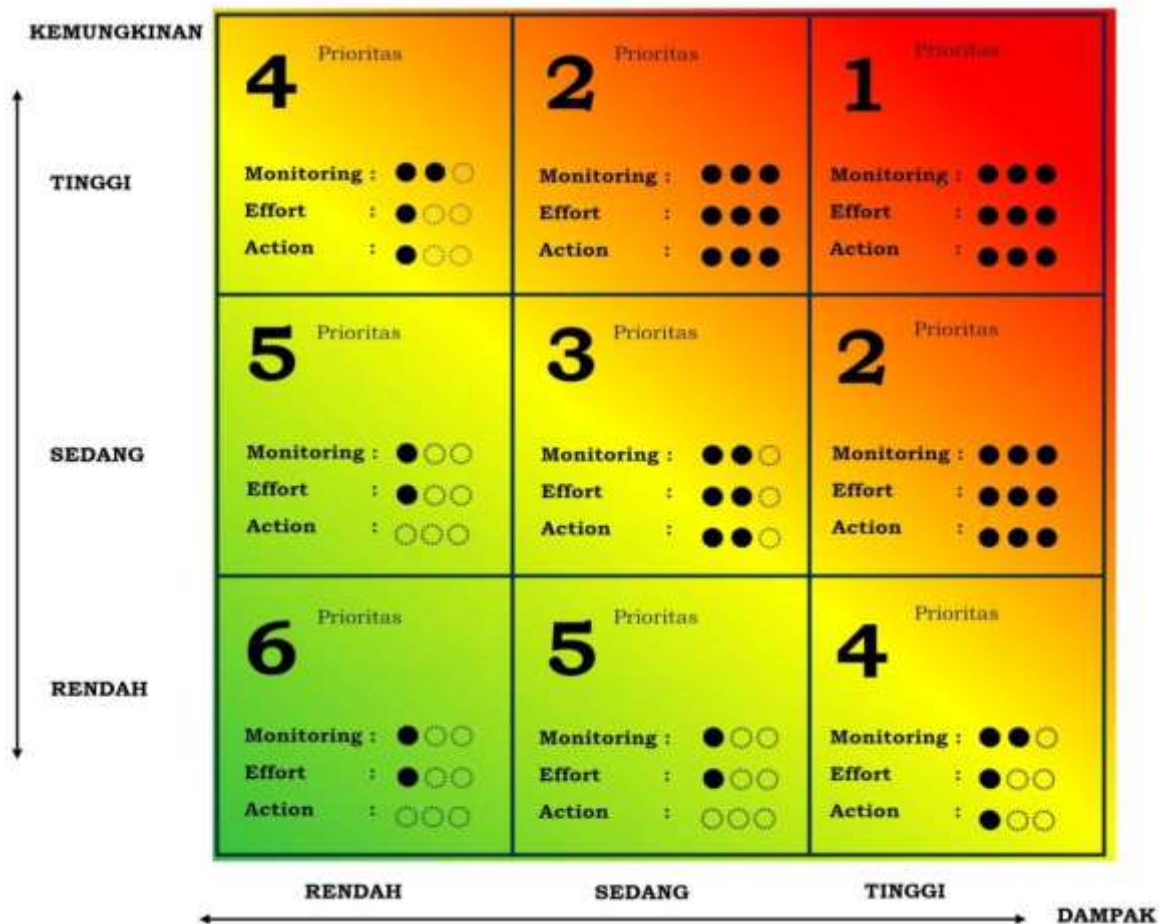 KEMUNGKINAN
4 Prioritas
Monitoring :
Effort :
Action :
2 Prioritas
Monitoring :
Effort :
Action :
1 Prioritas
Monitoring :
Effort :
Action :
TINGGI
5 Prioritas
Monitoring :
Effort :
Action :
3 Prioritas
Monitoring :
Effort :
Action :
2 Prioritas
Monitoring :
Effort :
Action :
SEDANG
6 Prioritas
Monitoring :
Effort :
Action :
5 Prioritas
Monitoring :
Effort :
Action :
4 Prioritas
Monitoring :
Effort :
Action :
RENDAH
RENDAH SEDANG TINGGI
DAMPAK